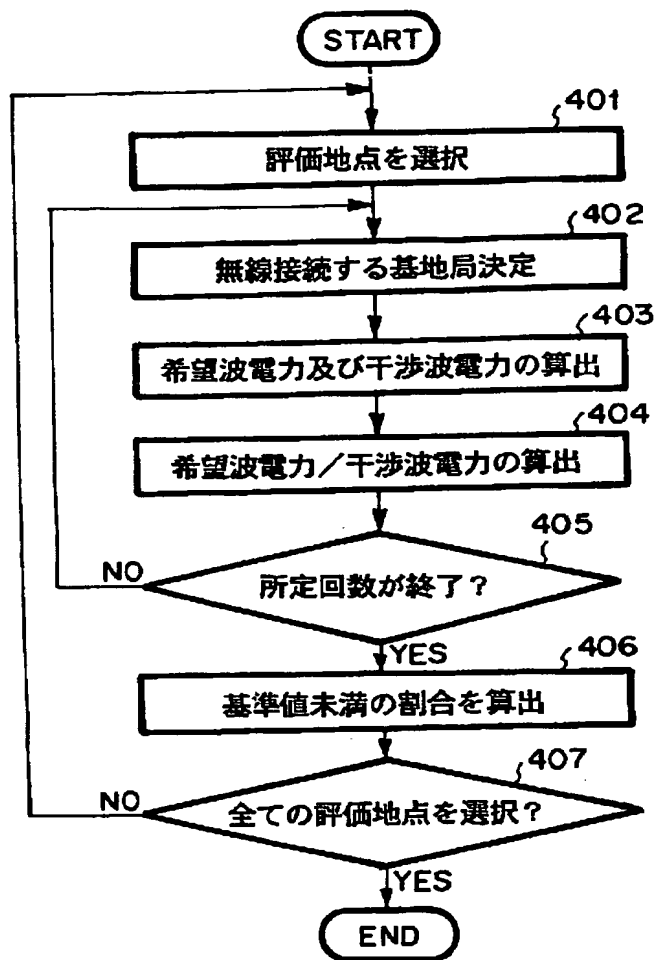 START
401
評価地点を選択
402
無線接続する基地局決定
403
希望波電力及び干渉波電力の算出
404
希望波電力／干渉波電力の算出
405
所定回数が終了？
NO
YES
406
基準値未満の割合を算出
407
全ての評価地点を選択？
NO
YES
END